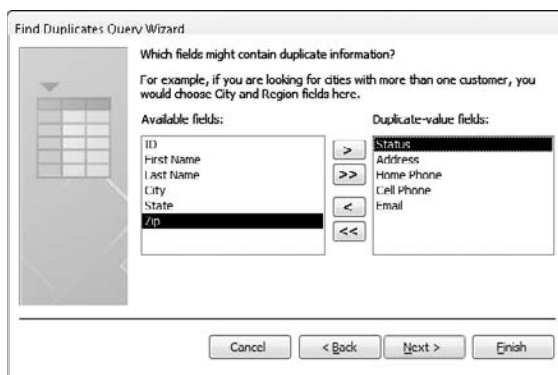 Find Duplicates Query Wizard
Which fields might contain duplicate information?
For example, if you are looking for cities with more than one customer, you
would choose City and Region fields here.
Available fields:
ID
First Name
Last Name
City
State
Zip
>
>>
<
<<
Duplicate-value fields:
Status
Address
Home Phone
Cell Phone
Email
Cancel
< Back
Next >
Finish